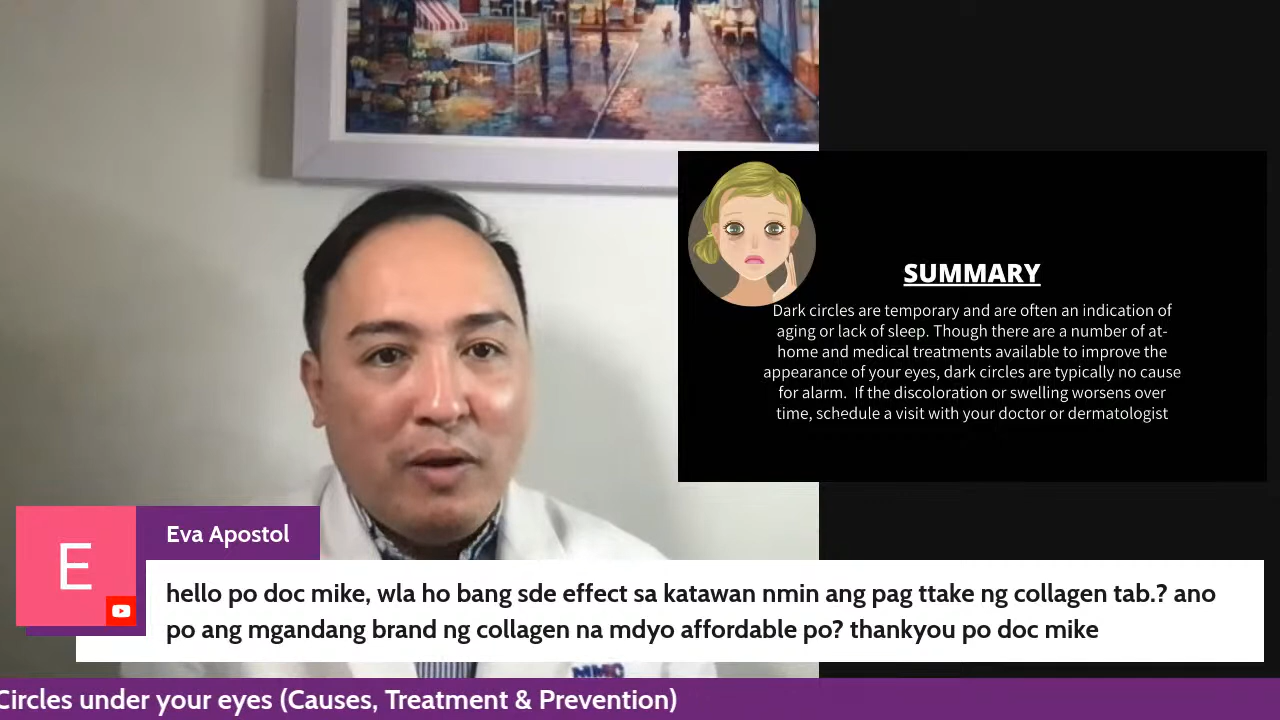 SUMMARY
Dark circles are temporary and are often an indication of
aging or lack of sleep. Though there are a number of at-
home and medical treatments available to improve the
appearance of your eyes, dark circles are typically no cause
for alarm. If the discoloration or swelling worsens over
time, schedule a visit with your doctor or dermatologist
E
Eva Apostol
hello po doc mike, wla ho bang sde effect sa katawan nmin ang pag ttake ng collagen tab.? ano
po ang mgandang brand ng collagen na mdyo affordable po? thankyou po doc mike
Circles under your eyes (Causes, Treatment & Prevention)